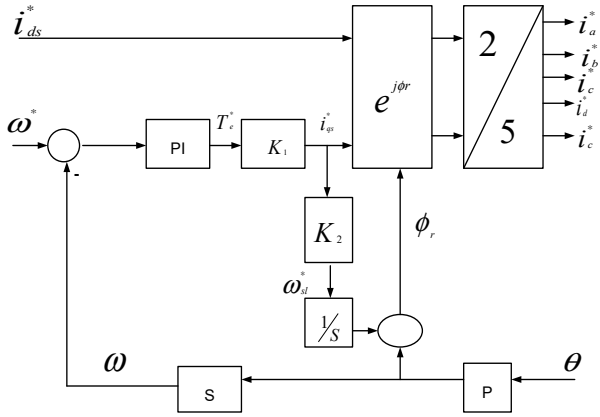 i*ds
ω*
-
PI
T*e
K1
i*qs
e^jϕr
2
5
i*a
i*b
i*c
i*d
i*c
K2
ω*sl
1/S
ϕr
ω
S
P
θ